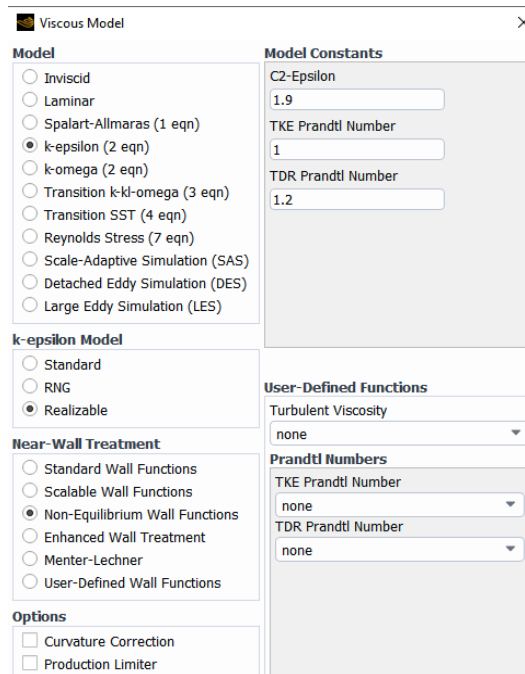 Viscous Model
Model
Inviscid
Laminar
Spalart-Allmaras (1 eqn)
k-epsilon (2 eqn)
k-omega (2 eqn)
Transition k-kl-omega (3 eqn)
Transition SST (4 eqn)
Reynolds Stress (7 eqn)
Scale-Adaptive Simulation (SAS)
Detached Eddy Simulation (DES)
Large Eddy Simulation (LES)
k-epsilon Model
Standard
RNG
Realizable
Near-Wall Treatment
Standard Wall Functions
Scalable Wall Functions
Non-Equilibrium Wall Functions
Enhanced Wall Treatment
Menter-Lechner
User-Defined Wall Functions
Options
Curvature Correction
Production Limiter
Model Constants
C2-Epsilon
1.9
TKE Prandtl Number
1
TDR Prandtl Number
1.2
User-Defined Functions
Turbulent Viscosity
none
Prandtl Numbers
TKE Prandtl Number
none
TDR Prandtl Number
none